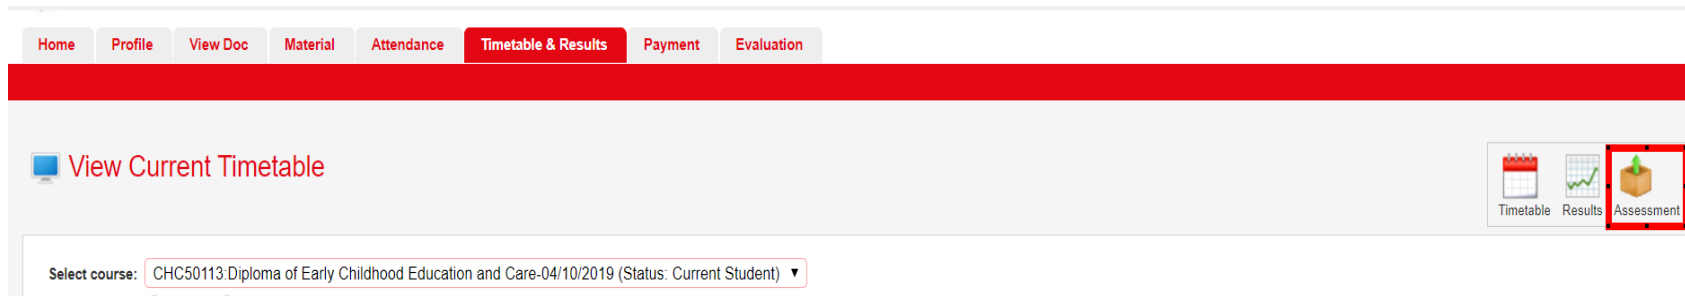 Home Profile View Doc Material Attendance Timetable & Results Payment Evaluation
View Current Timetable
Timetable Results Assessment
Select course: CHC50113:Diploma of Early Childhood Education and Care-04/10/2019 (Status: Current Student)